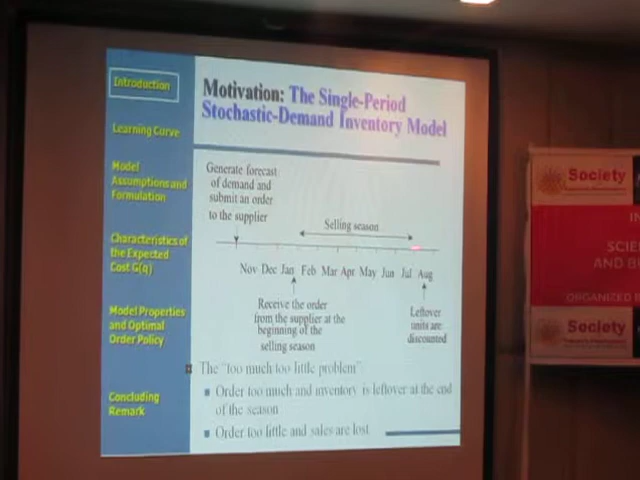 Introduction
Learning Curve
Model
Assumptions and
Formulation
Characteristics of
the Expected
Cost G(q)
Model Properties
and Optimal
Order Policy
Concluding
Remark
Motivation: The Single-Period
Stochastic-Demand Inventory Model
Generate forecast
of demand and
submit an order
to the supplier
Selling season
Nov Dec Jan Feb Mar Apr May Jun Jul Aug
Receive the order
from the supplier at the
beginning of the
selling season
Leftover
units are
discounted
The "too much too little problem"
Order too much and inventory is leftover at the end
of the season
Order too little and sales are lost
Society
IN
SCIE
AND B
ORGANIZED
Society